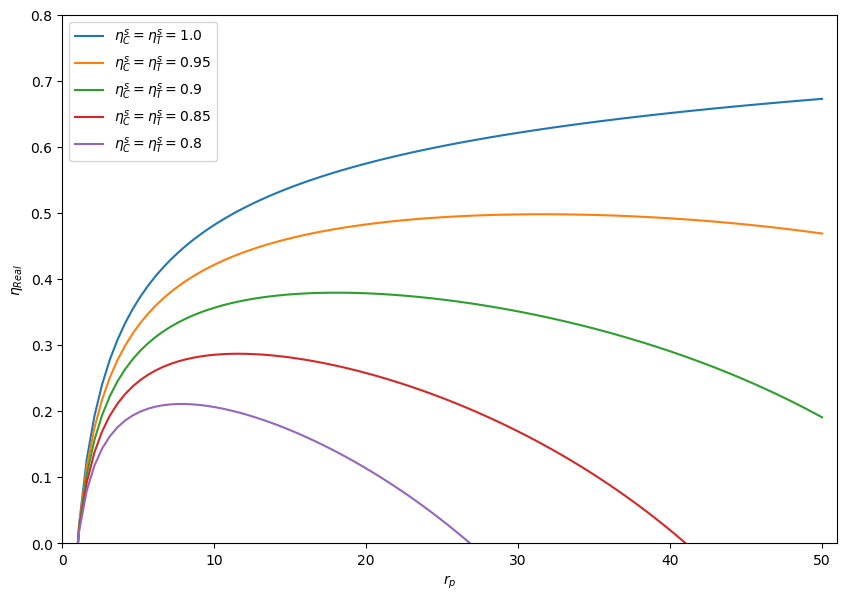 η_C^s = η_T^s = 1.0
η_C^s = η_T^s = 0.95
η_C^s = η_T^s = 0.9
η_C^s = η_T^s = 0.85
η_C^s = η_T^s = 0.8
0.8
0.7
0.6
0.5
0.4
0.3
0.2
0.1
0.0
η_Real
0 10 20 30 40 50
r_p